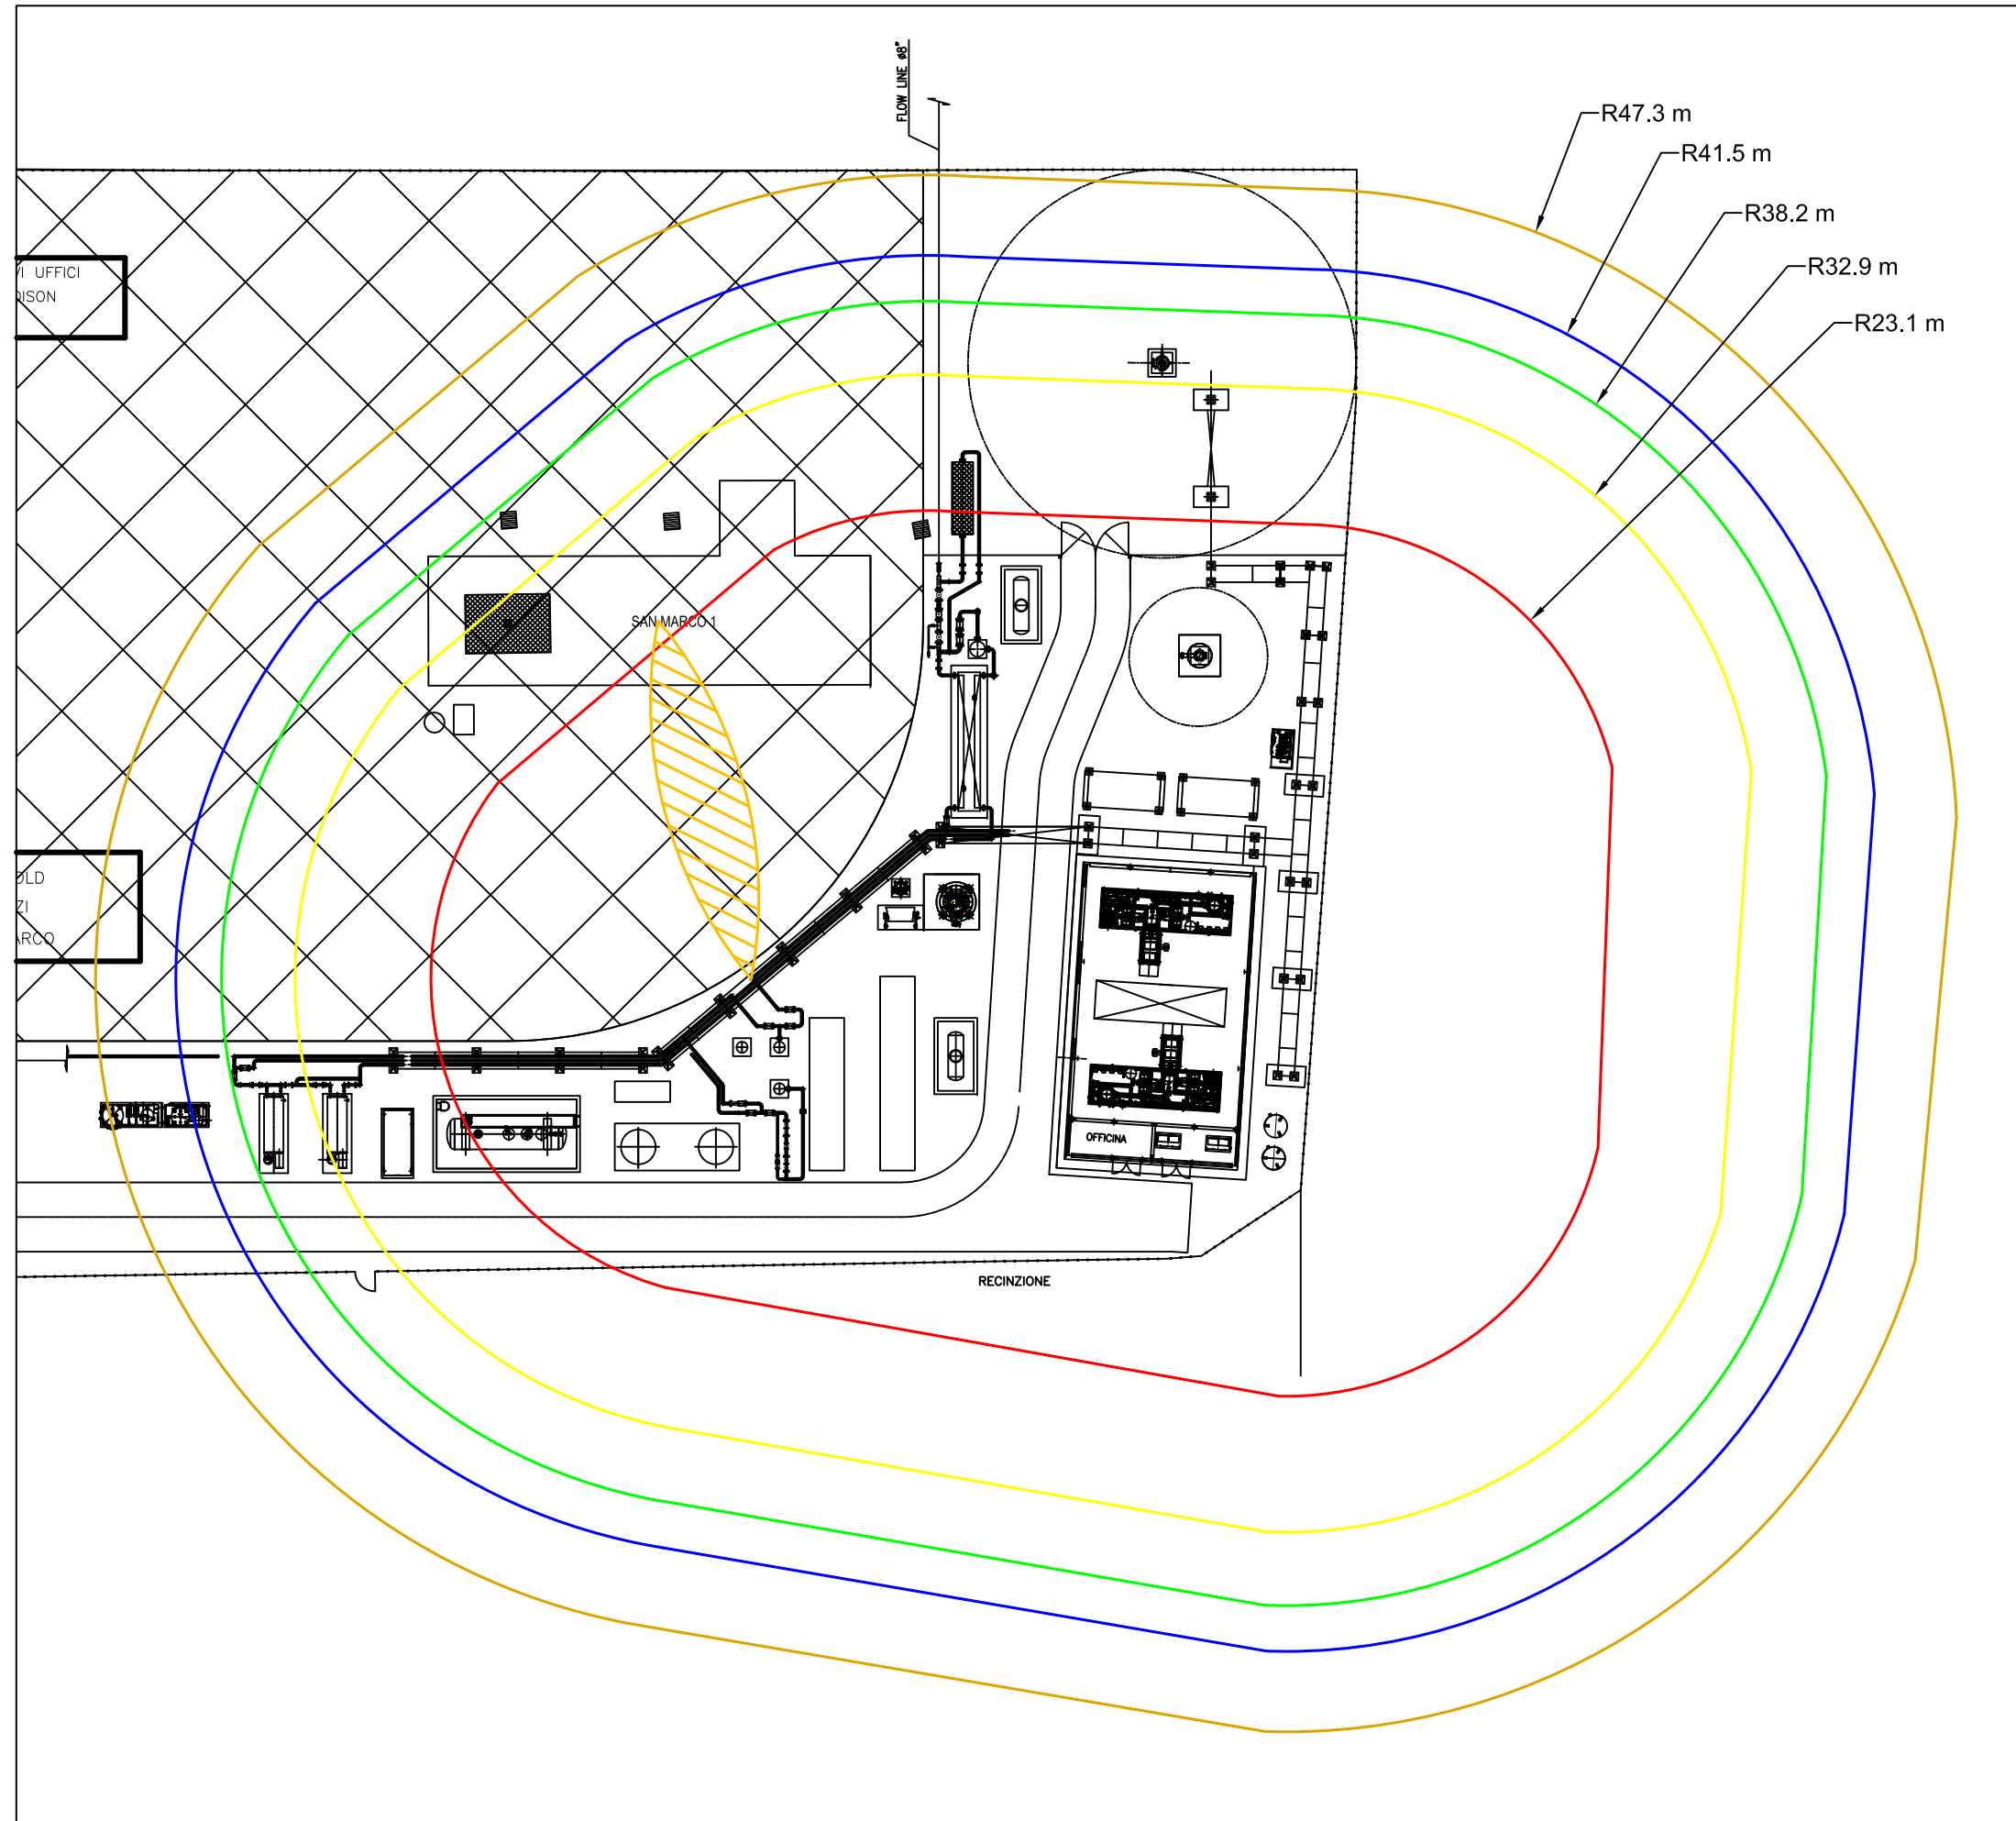 FLOW LINE ø8"
R47.3 m
R41.5 m
R38.2 m
R32.9 m
R23.1 m
VI UFFICI
DISON
SAN MARCO 1
OLD
ZI
ARCO
OFFICINA
RECINZIONE